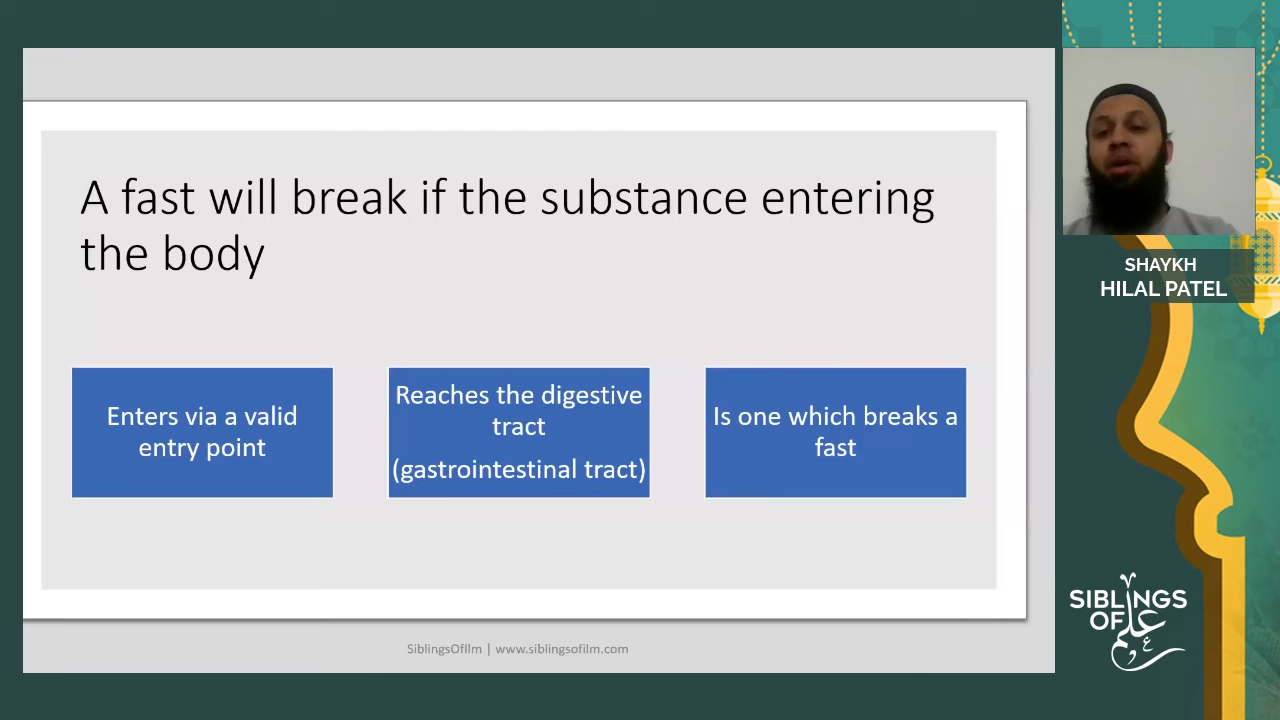 A fast will break if the substance entering
the body
Enters via a valid
entry point
Reaches the digestive
tract
(gastrointestinal tract)
Is one which breaks a
fast
SiblingsOfIlm | www.siblingsofilm.com
SHAYKH
HILAL PATEL
SIBLINGS
OF علم